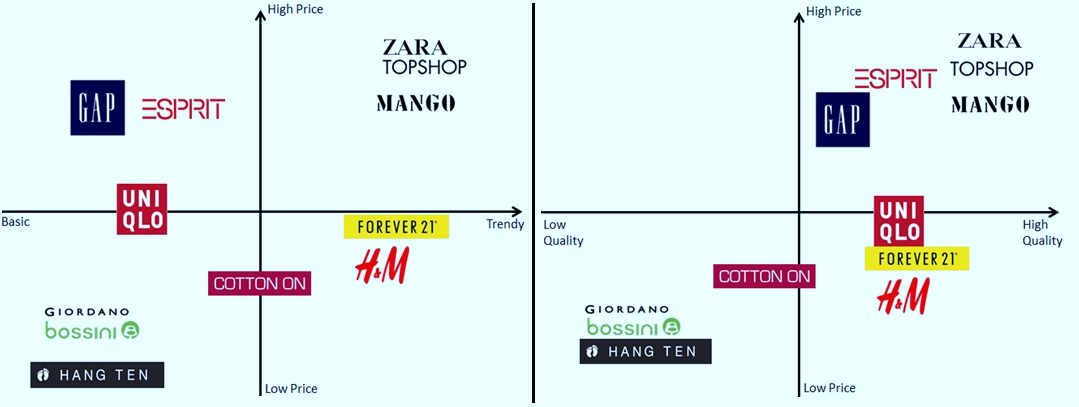 High Price
ZARA
TOPSHOP
MANGO
GAP
ESPRIT
UNI
QLO
Basic
Trendy
FOREVER 21
H&M
COTTON ON
GIORDANO
bossini
HANG TEN
Low Price
High Price
ZARA
TOPSHOP
ESPRIT
MANGO
GAP
UNI
QLO
Low
Quality
High
Quality
FOREVER 21
H&M
COTTON ON
GIORDANO
bossini
HANG TEN
Low Price